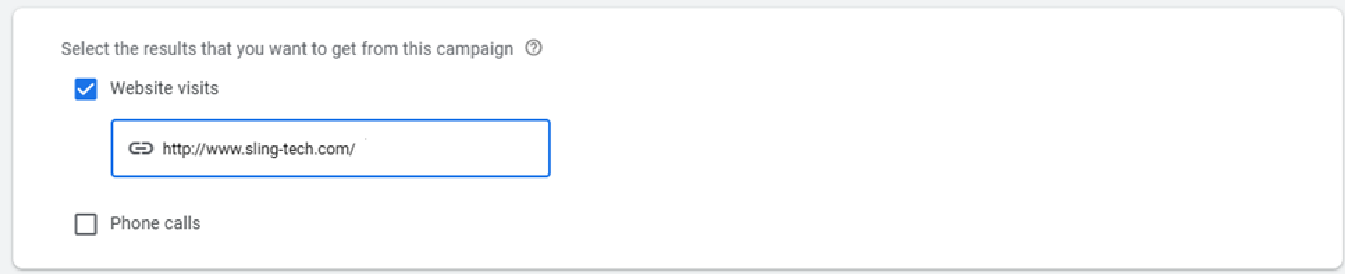 Select the results that you want to get from this campaign
Website visits
http://www.sling-tech.com/
Phone calls